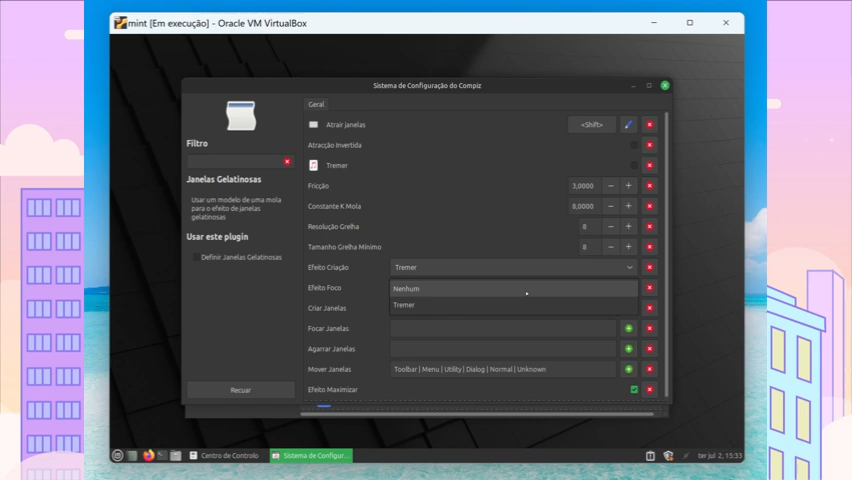 mint [Em execução] - Oracle VM VirtualBox
Sistema de Configuração do Compiz
Geral
Atrair janelas
<Shift>
Filtro
Atracção Invertida
Tremer
Janelas Gelatinosas
Fricção
3,0000
Usar um modelo de uma mola
para o efeito de janelas
gelatinosas
Constante K Mola
8,0000
Resolução Grelha
8
Usar este plugin
Tamanho Grelha Mínimo
8
Definir Janelas Gelatinosas
Efeito Criação
Tremer
Efeito Foco
Nenhum
Tremer
Criar Janelas
Focar Janelas
Agarrar Janelas
Mover Janelas
Toolbar | Menu | Utility | Dialog | Normal | Unknown
Recuar
Efeito Maximizar
Centro de Controlo
Sistema de Configur...
ter jul 2, 15:33